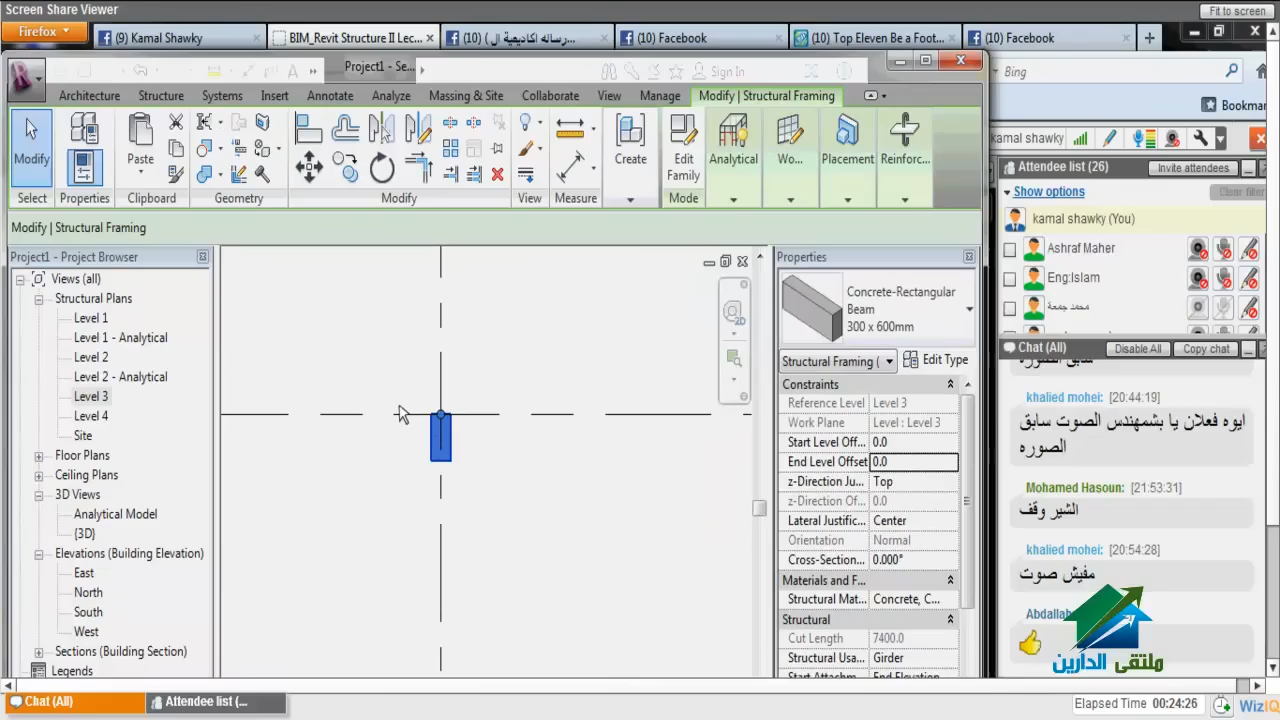 Screen Share Viewer
Fit to screen
Firefox
(9) Kamal Shawky
BIM_Revit Structure II Lec...
(10) رساله اكاديمية ال...
(10) Facebook
(10) Top Eleven Be a Foot...
(10) Facebook
Project1 - Se...
Sign In
Bing
Bookmar
Architecture
Structure
Systems
Insert
Annotate
Analyze
Massing & Site
Collaborate
View
Manage
Modify | Structural Framing
kamal shawky
Modify
Paste
Create
Edit
Family
Analytical
Wo...
Placement
Reinforc...
Select
Properties
Clipboard
Geometry
Modify
View
Measure
Mode
Attendee list (26)
Invite attendees
Show options
Clear filter
kamal shawky (You)
Ashraf Maher
Eng:Islam
محمد جمعة
Modify | Structural Framing
Project1 - Project Browser
Views (all)
Structural Plans
Level 1
Level 1 - Analytical
Level 2
Level 2 - Analytical
Level 3
Level 4
Site
Floor Plans
Ceiling Plans
3D Views
Analytical Model
{3D}
Elevations (Building Elevation)
East
North
South
West
Sections (Building Section)
Legends
2D
Properties
Concrete-Rectangular
Beam
300 x 600mm
Structural Framing (
Edit Type
Constraints
Reference Level Level 3
Work Plane Level : Level 3
Start Level Off... 0.0
End Level Offset 0.0
z-Direction Ju... Top
z-Direction Of... 0.0
Lateral Justific... Center
Orientation Normal
Cross-Section... 0.000°
Materials and F...
Structural Mat... Concrete, C...
Structural
Cut Length 7400.0
Structural Usa... Girder
Start Attachm... End Elevation
Chat (All)
Disable All
Copy chat
سابق الصوره
khalied mohei: [20:44:19]
ايوه فعلان يا بشمهندس الصوت سابق
الصوره
Mohamed Hasoun: [21:53:31]
الشير وقف
khalied mohei: [20:54:28]
مفيش صوت
Abdallah
ملتقى الدارين
Chat (All)
Attendee list (...
Elapsed Time 00:24:26
WizIQ